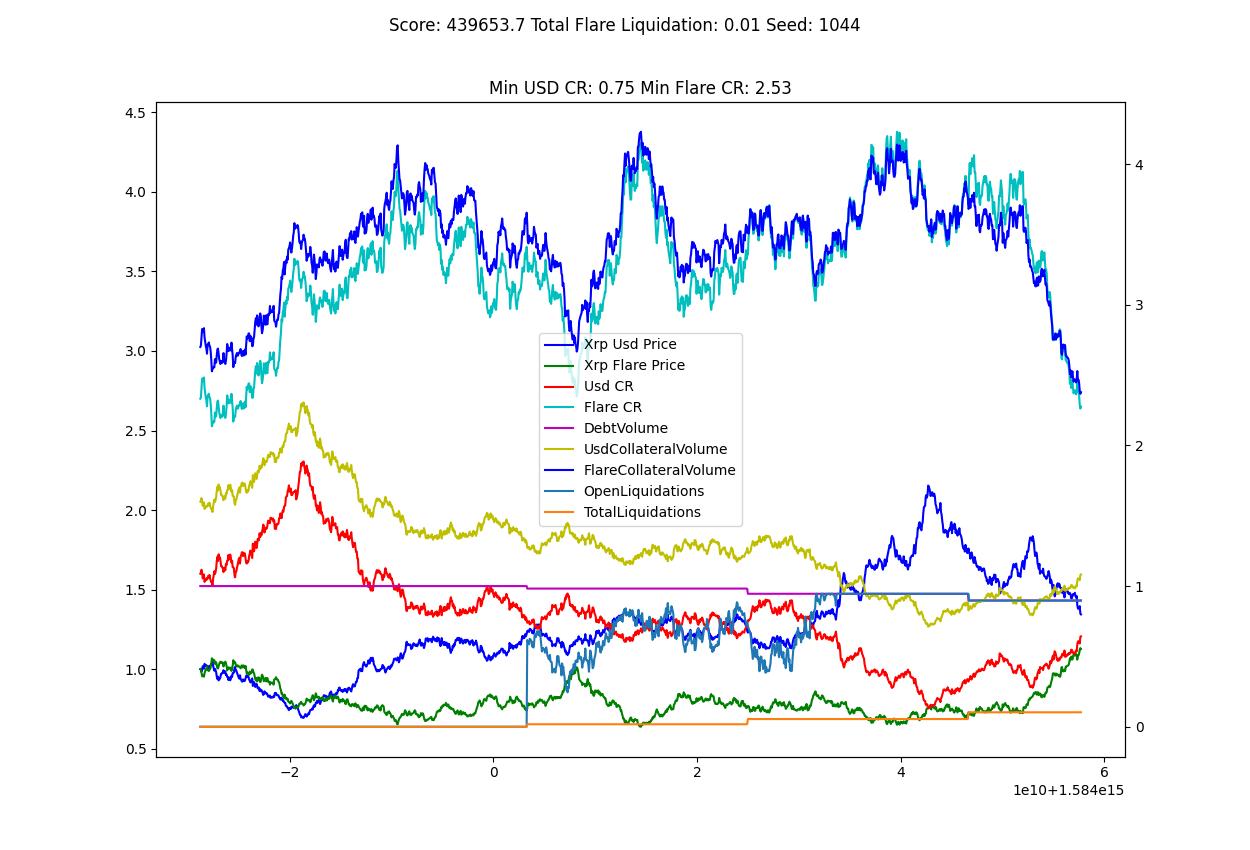 Score: 439653.7 Total Flare Liquidation: 0.01 Seed: 1044
Min USD CR: 0.75 Min Flare CR: 2.53
4.5
4.0
3.5
3.0
2.5
2.0
1.5
1.0
0.5
4
3
2
1
0
Xrp Usd Price
Xrp Flare Price
Usd CR
Flare CR
DebtVolume
UsdCollateralVolume
FlareCollateralVolume
OpenLiquidations
TotalLiquidations
−2 0 2 4 6
1e10+1.584e15